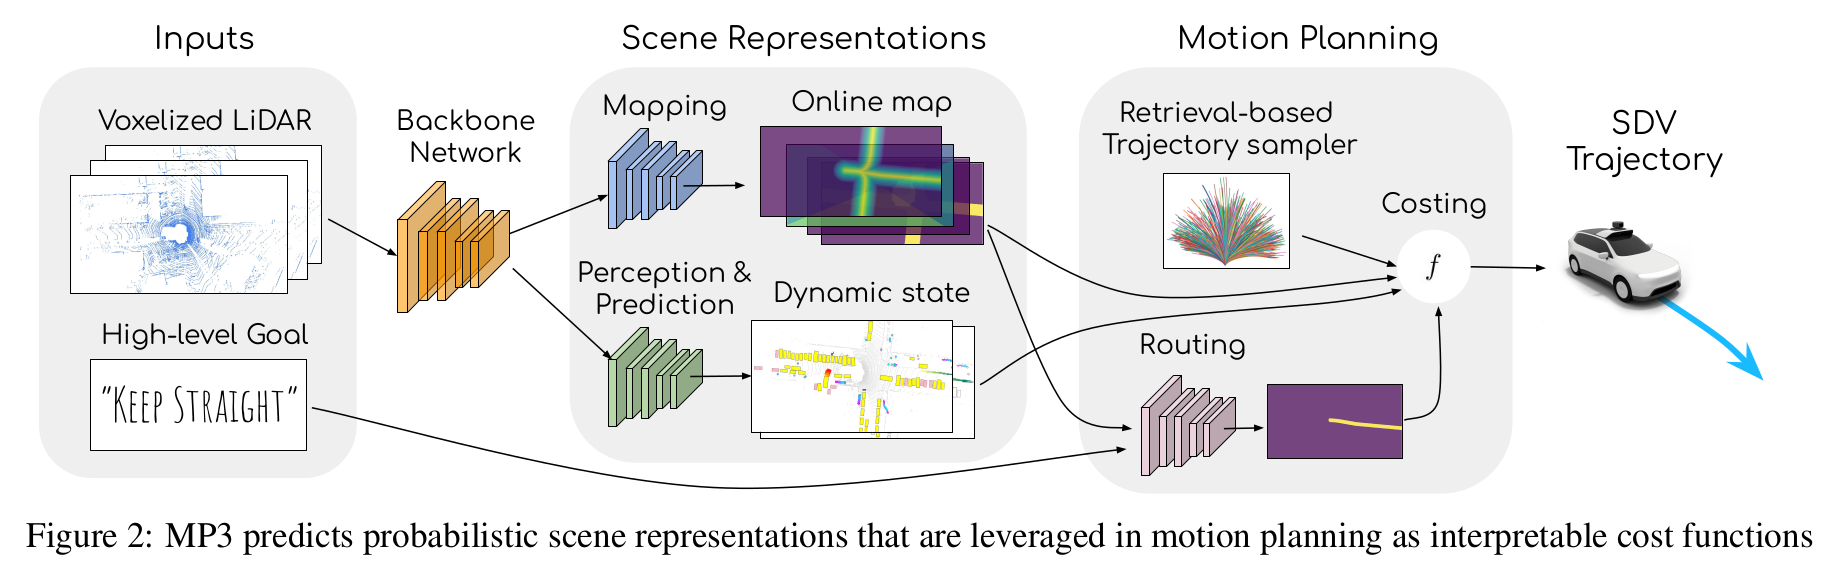 Inputs
Scene Representations
Motion Planning
Voxelized LiDAR
Backbone
Network
Mapping
Online map
Retrieval-based
Trajectory sampler
SDV
Trajectory
Costing
f
Perception &
Prediction
Dynamic state
High-level Goal
"KEEP STRAIGHT"
Routing
Figure 2: MP3 predicts probabilistic scene representations that are leveraged in motion planning as interpretable cost functions